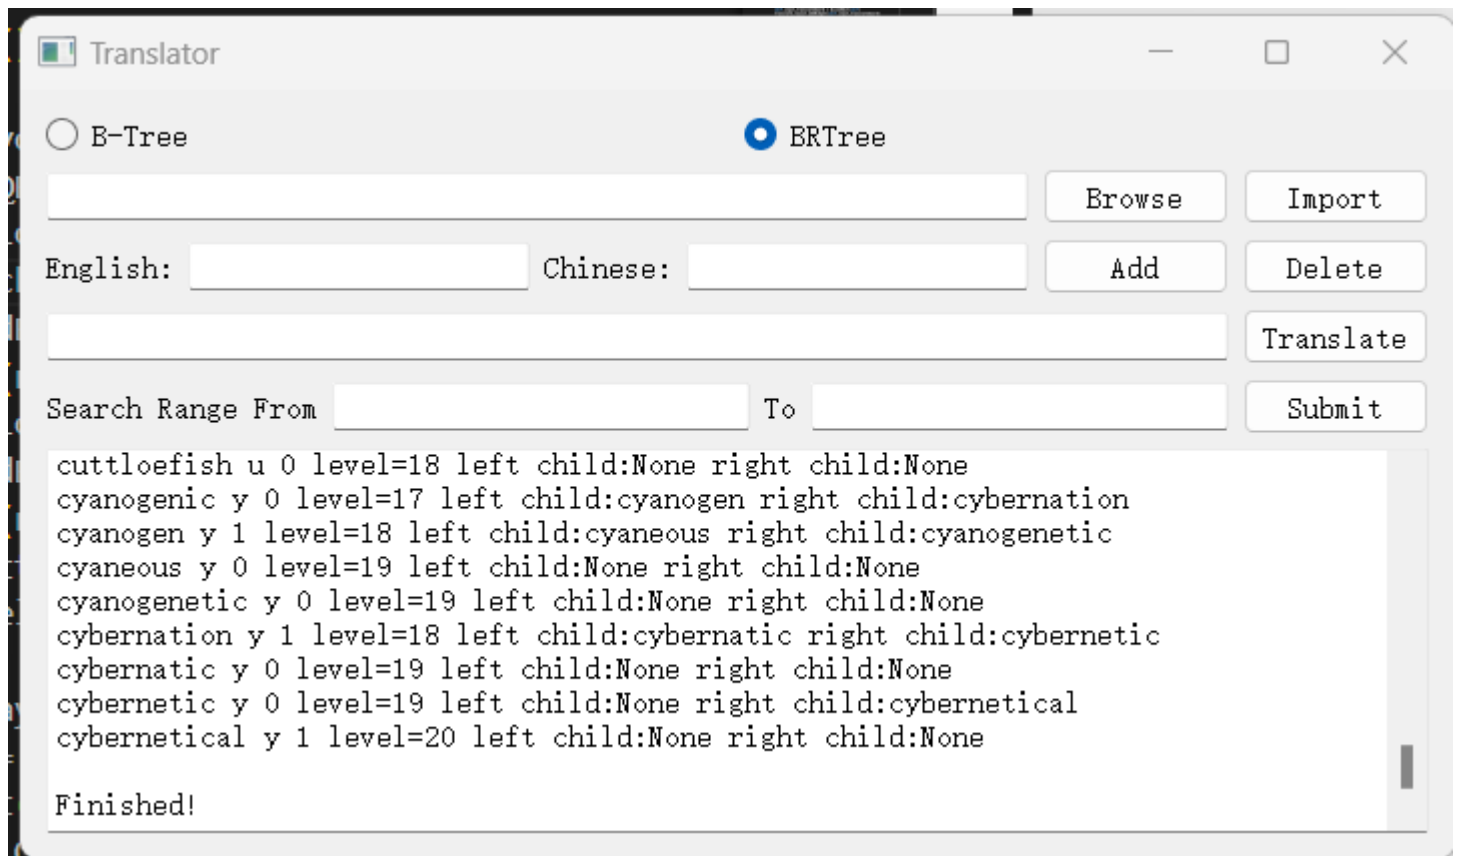 Translator
B-Tree BRTree
Browse Import
English: Chinese: Add Delete
Translate
Search Range From To Submit
cuttloefish u 0 level=18 left child:None right child:None
cyanogenic y 0 level=17 left child:cyanogen right child:cybernation
cyanogen y 1 level=18 left child:cyaneous right child:cyanogenetic
cyaneous y 0 level=19 left child:None right child:None
cyanogenetic y 0 level=19 left child:None right child:None
cybernation y 1 level=18 left child:cybernatic right child:cybernetic
cybernatic y 0 level=19 left child:None right child:None
cybernetic y 0 level=19 left child:None right child:cybernetical
cybernetical y 1 level=20 left child:None right child:None
Finished!